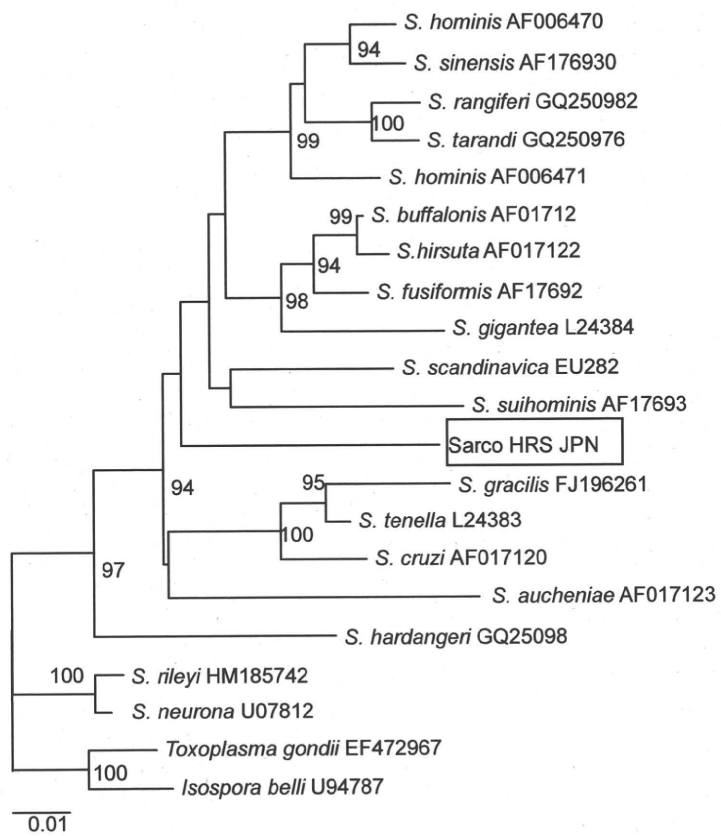 S. hominis AF006470
94
S. sinensis AF176930
S. rangiferi GQ250982
100
S. tarandi GQ250976
99
S. hominis AF006471
99
S. buffalonis AF01712
S.hirsuta AF017122
94
S. fusiformis AF17692
98
S. gigantea L24384
S. scandinavica EU282
S. suihominis AF17693
Sarco HRS JPN
94
95
S. gracilis FJ196261
S. tenella L24383
100
S. cruzi AF017120
97
S. aucheniae AF017123
S. hardangeri GQ25098
100
S. rileyi HM185742
S. neurona U07812
Toxoplasma gondii EF472967
100
Isospora belli U94787
0.01